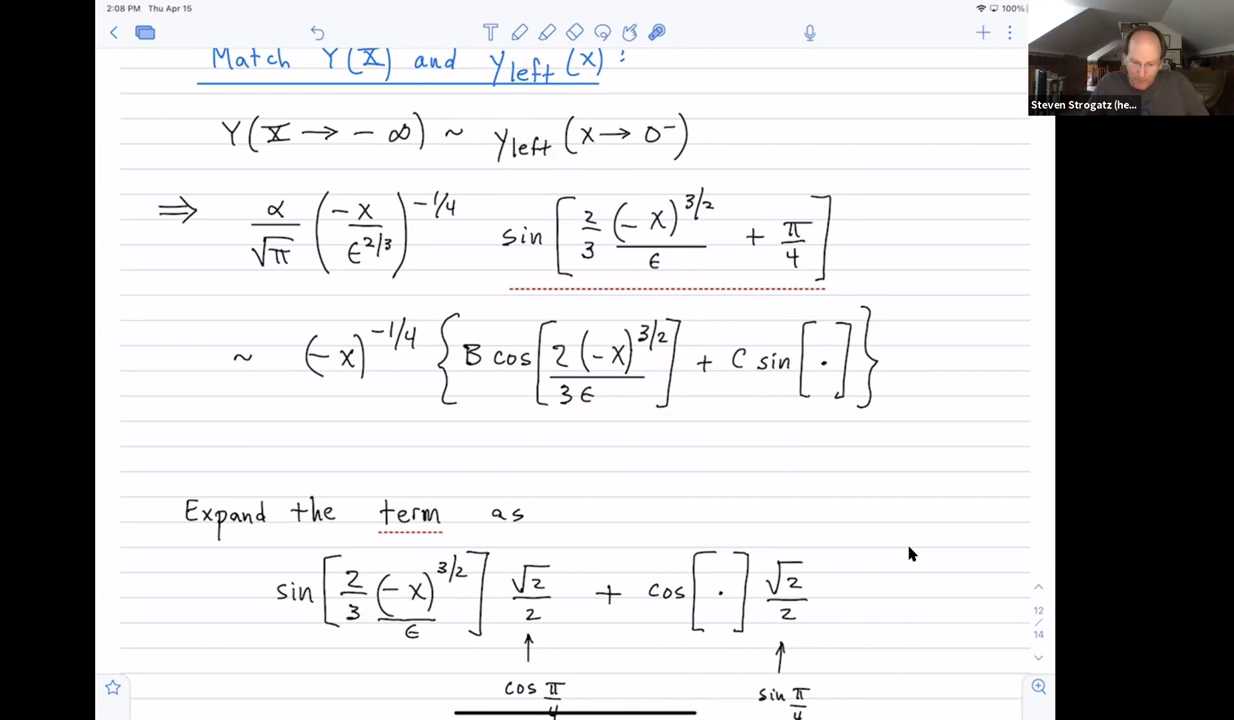 2:08 PM Thu Apr 15
100%
Match Y(X) and y_left(x):
Steven Strogatz (he...
Y(X → -∞) ~ y_left(x → 0⁻)
⇒ α/√π (-x/ϵ^{2/3})^{-1/4} sin[2/3 (-x)^{3/2}/ϵ + π/4]
~ (-x)^{-1/4} {B cos[2(-x)^{3/2}/3ϵ] + C sin[·]}
Expand the term as
sin[2/3 (-x)^{3/2}/ϵ] √2/2 + cos[·] √2/2
↑ ↑
cos π/4 sin π/4
12
/
14